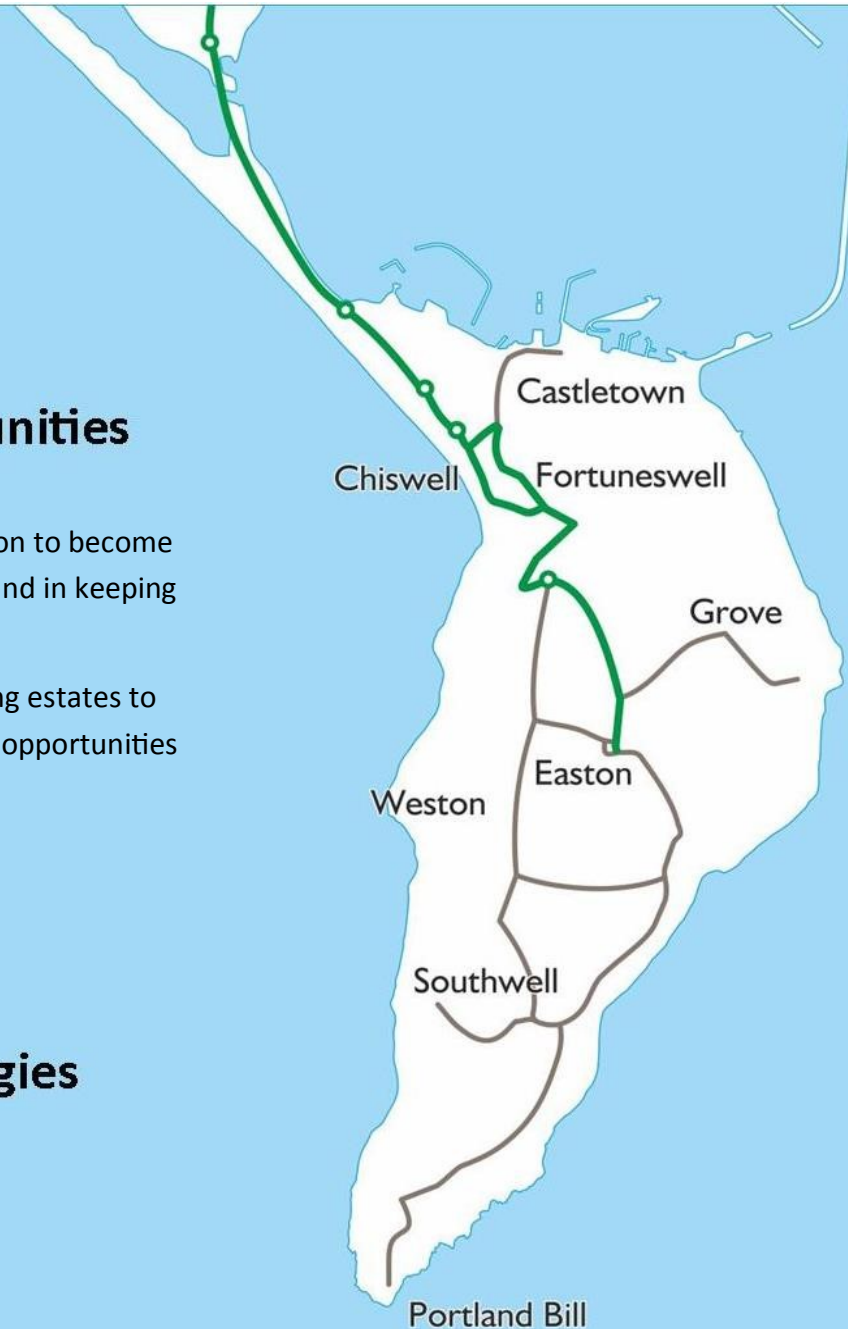 Castletown
unities
Chiswell
Fortuneswell
on to become
nd in keeping
Grove
ng estates to
opportunities
Easton
Weston
Southwell
gies
Portland Bill